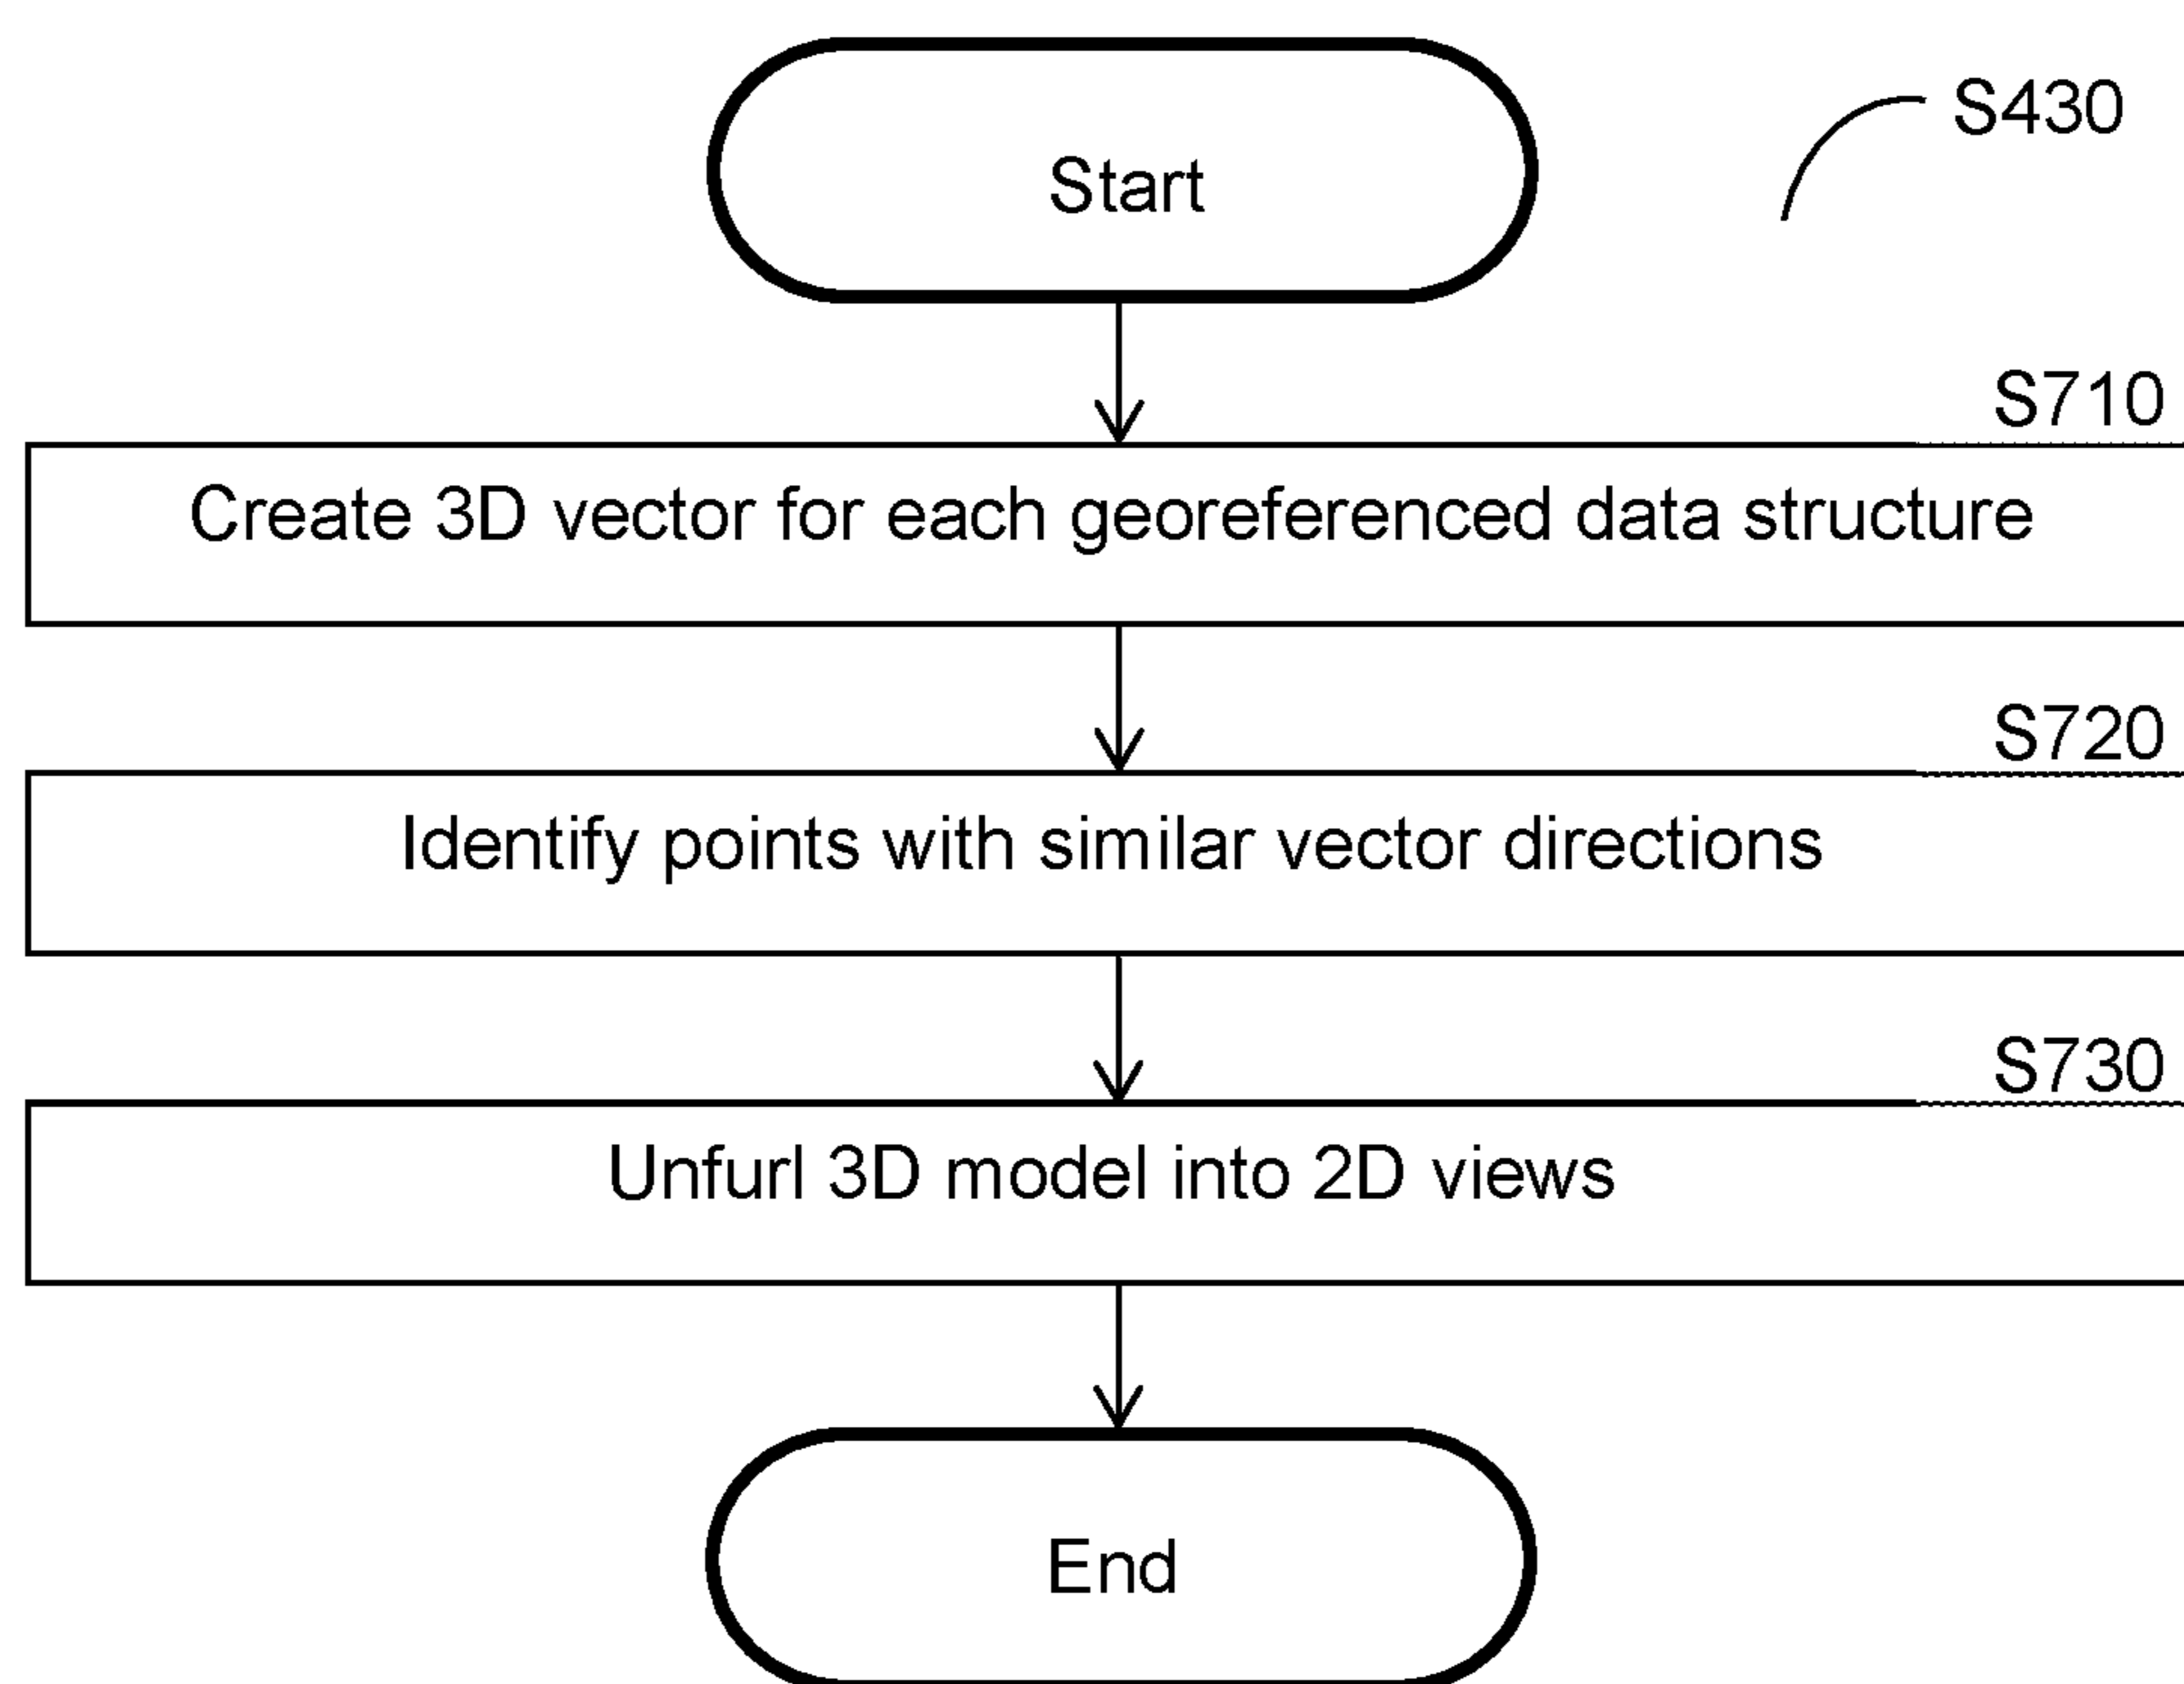 Start
S430
S710
Create 3D vector for each georeferenced data structure
S720
Identify points with similar vector directions
S730
Unfurl 3D model into 2D views
End